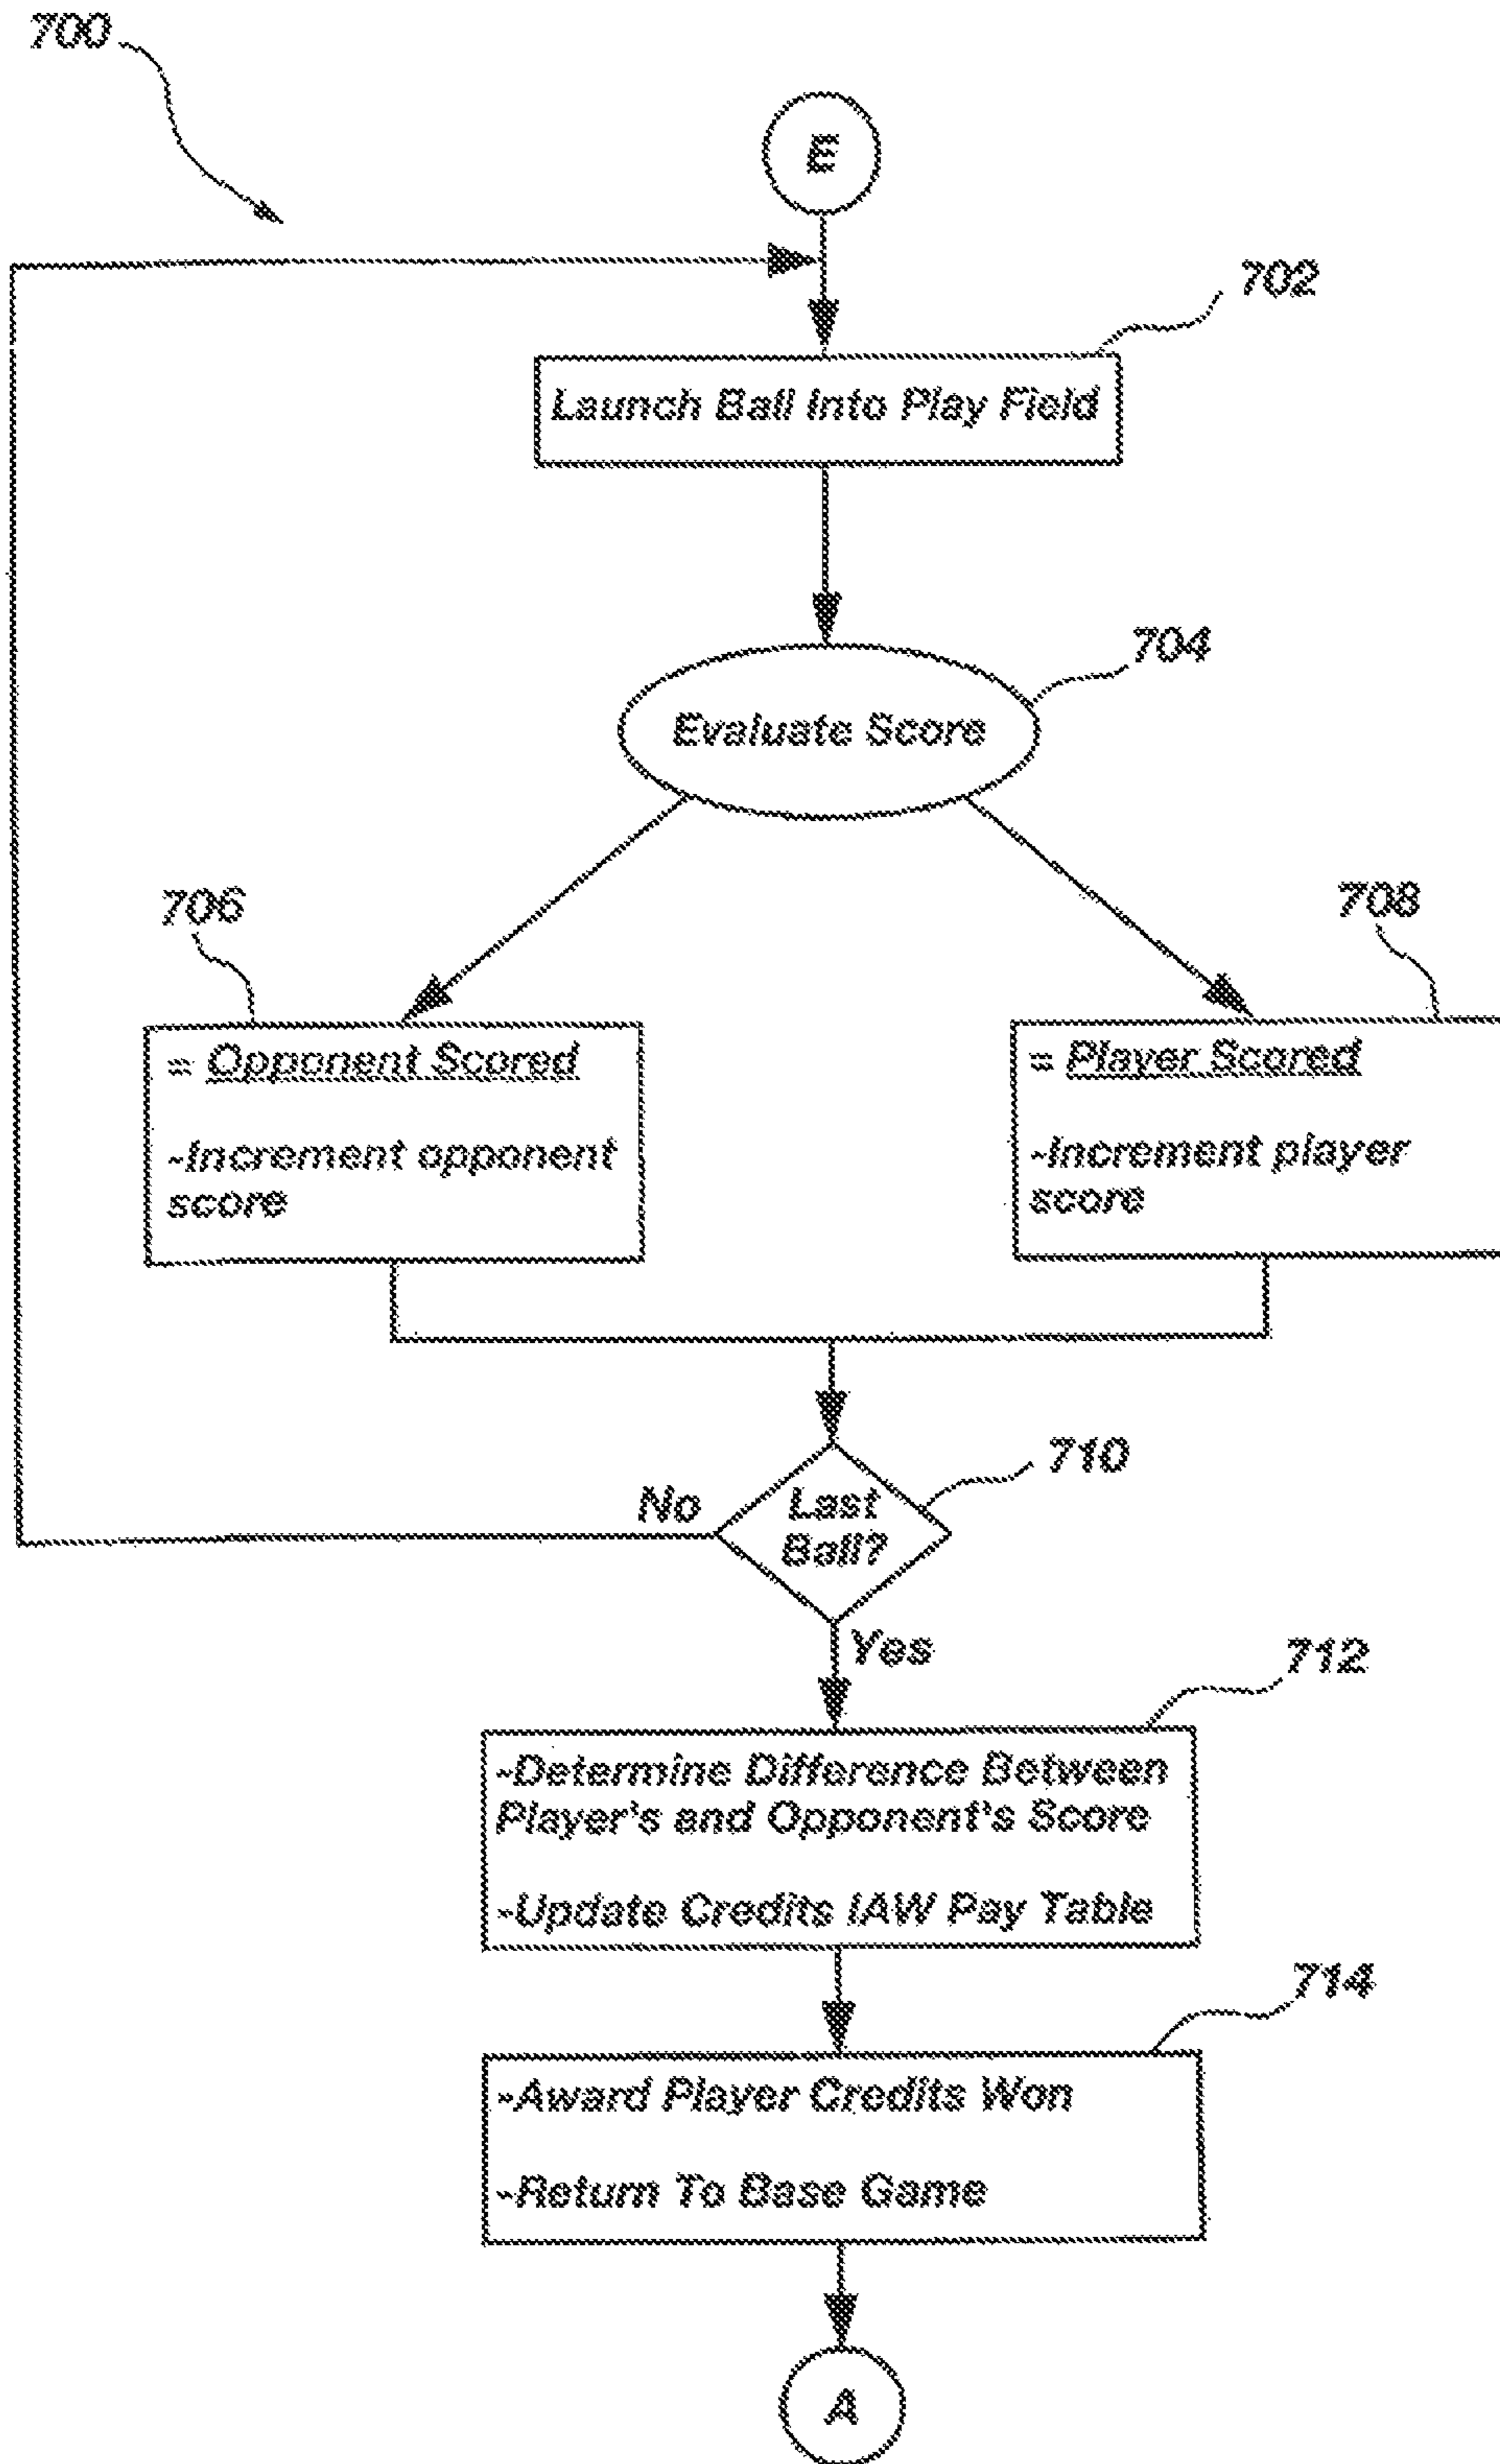 700
E
702
Launch Ball Into Play Field
704
Evaluate Score
706
708
= Opponent Scored
-Increment opponent
score
= Player Scored
-Increment player
score
710
No
Last
Ball?
Yes
712
-Determine Difference Between
Player's and Opponent's Score
-Update Credits IAW Pay Table
714
-Award Player Credits Won
-Return To Base Game
A